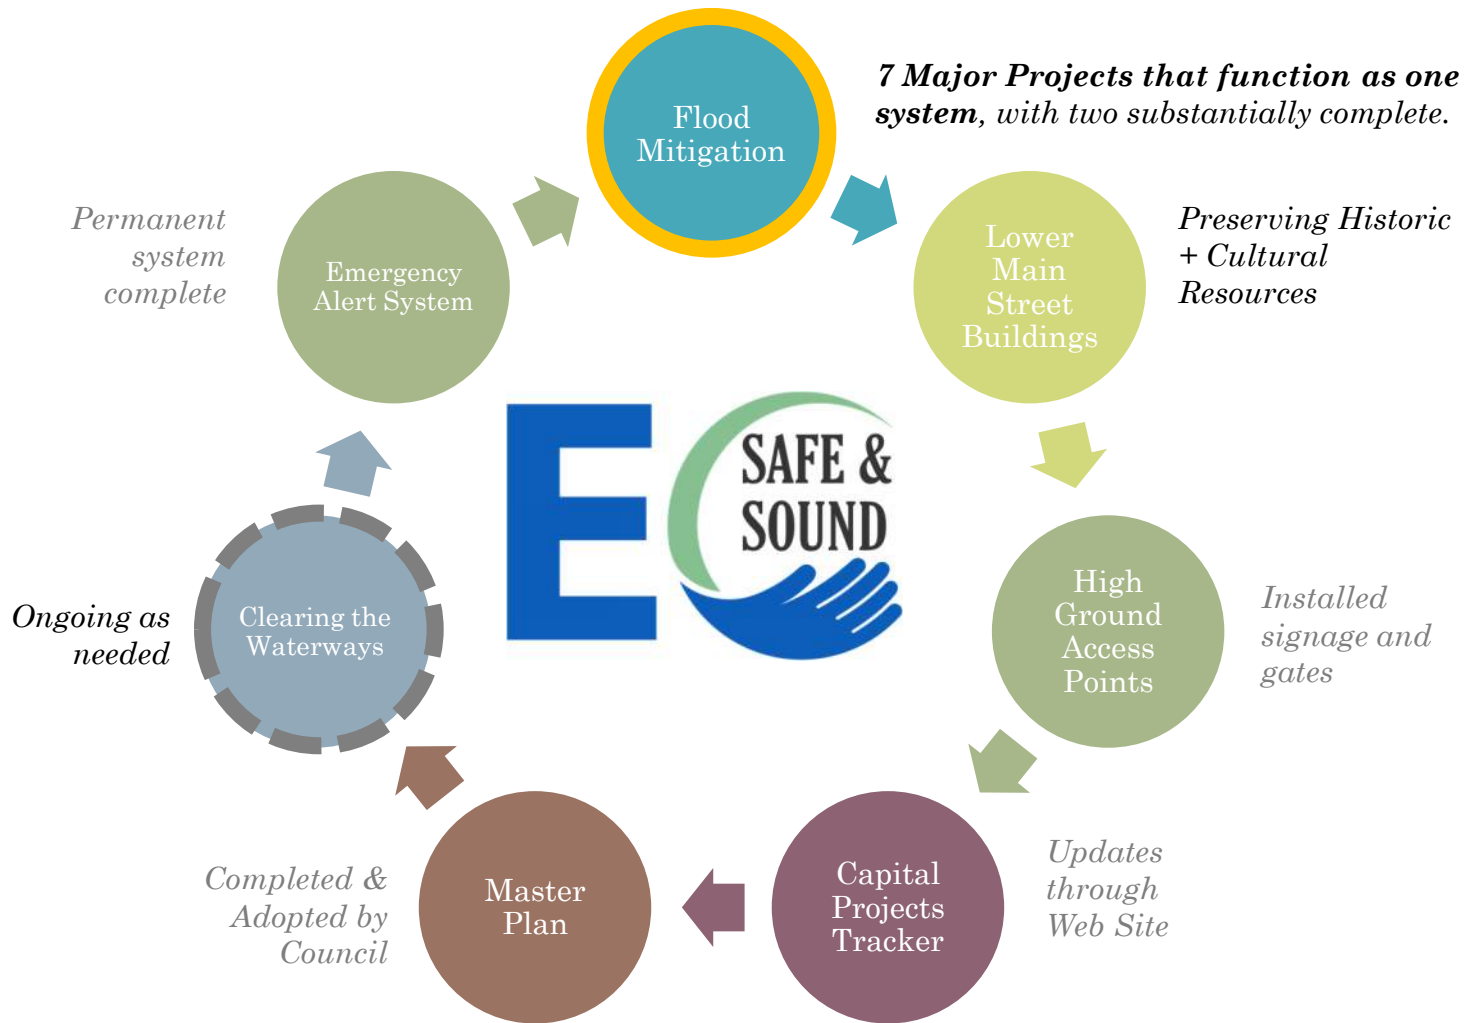 Flood
Mitigation
7 Major Projects that function as one
system, with two substantially complete.
Lower
Main
Street
Buildings
Preserving Historic
+ Cultural
Resources
High
Ground
Access
Points
Installed
signage and
gates
Capital
Projects
Tracker
Updates
through
Web Site
Master
Plan
Completed &
Adopted by
Council
Clearing the
Waterways
Ongoing as
needed
Emergency
Alert System
Permanent
system
complete
EC
SAFE &
SOUND